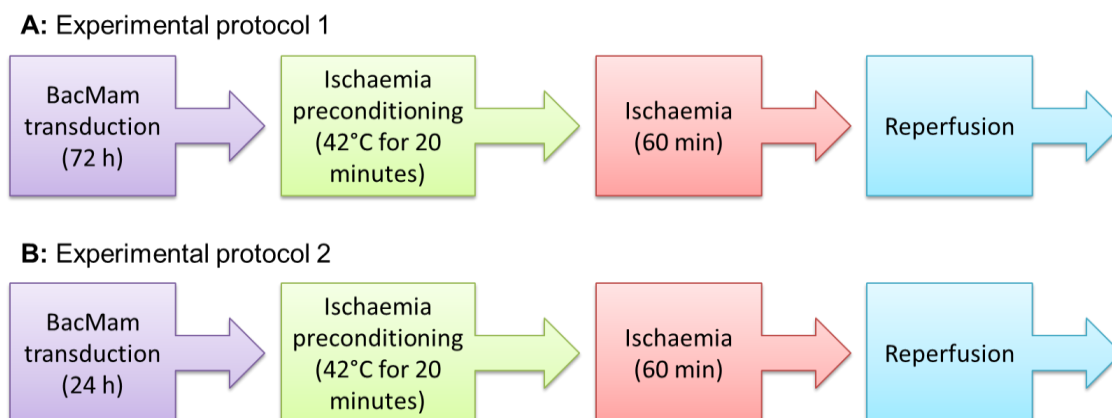 A: Experimental protocol 1
BacMam
transduction
(72 h)
Ischaemia
preconditioning
(42°C for 20
minutes)
Ischaemia
(60 min)
Reperfusion
B: Experimental protocol 2
BacMam
transduction
(24 h)
Ischaemia
preconditioning
(42°C for 20
minutes)
Ischaemia
(60 min)
Reperfusion